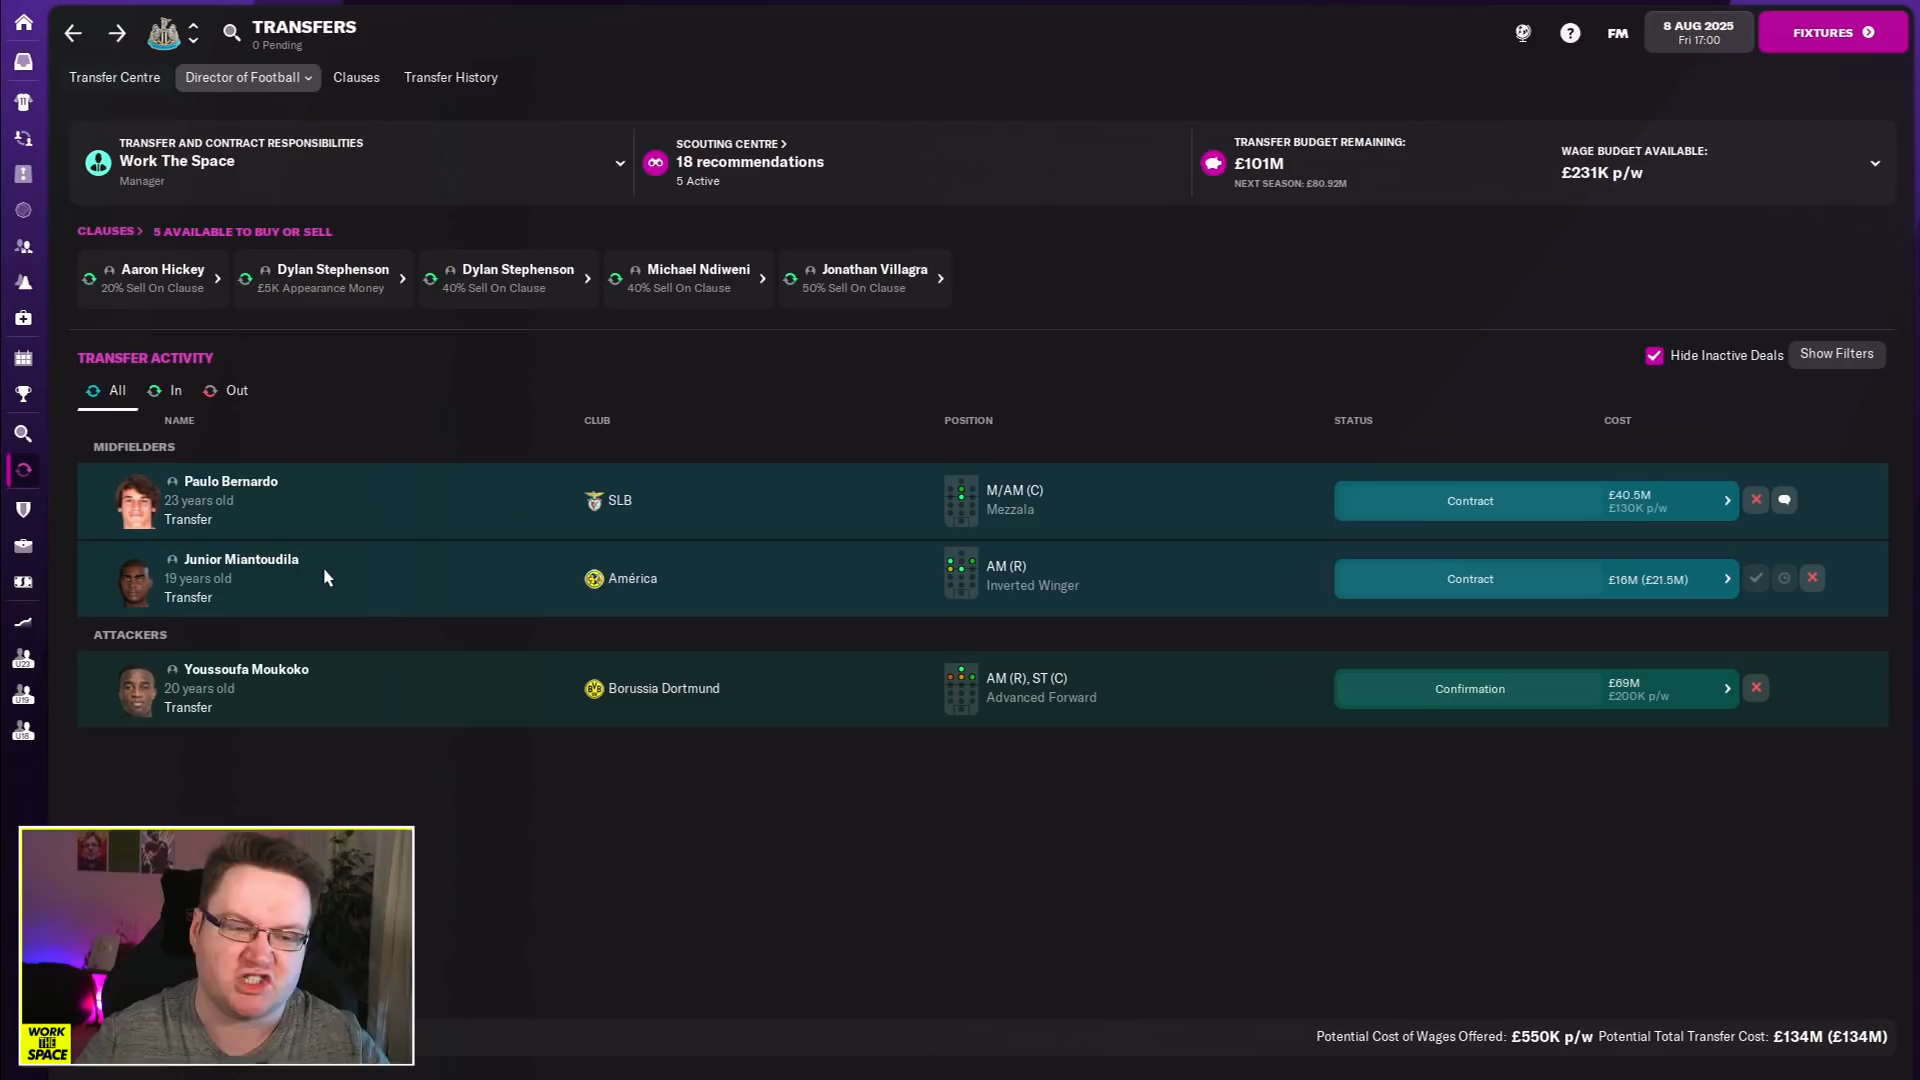 TRANSFERS
0 Pending
8 AUG 2025
Fri 17:00
FM
FIXTURES
Transfer Centre
Director of Football
Clauses
Transfer History
TRANSFER AND CONTRACT RESPONSIBILITIES
Work The Space
Manager
SCOUTING CENTRE >
18 recommendations
5 Active
TRANSFER BUDGET REMAINING:
£101M
NEXT SEASON: £80.92M
WAGE BUDGET AVAILABLE:
£231K p/w
CLAUSES > 5 AVAILABLE TO BUY OR SELL
Aaron Hickey
20% Sell On Clause
Dylan Stephenson
£5K Appearance Money
Dylan Stephenson
40% Sell On Clause
Michael Ndiweni
40% Sell On Clause
Jonathan Villagra
50% Sell On Clause
TRANSFER ACTIVITY
Hide Inactive Deals
Show Filters
All
In
Out
NAME
CLUB
POSITION
STATUS
COST
MIDFIELDERS
Paulo Bernardo
23 years old
Transfer
SLB
M/AM (C)
Mezzala
Contract
£40.5M
£130K p/w
Junior Miantoudila
19 years old
Transfer
América
AM (R)
Inverted Winger
Contract
£16M (£21.5M)
ATTACKERS
Youssoufa Moukoko
20 years old
Transfer
Borussia Dortmund
AM (R), ST (C)
Advanced Forward
Confirmation
£69M
£200K p/w
U23
U19
U18
WORK
THE
SPACE
Potential Cost of Wages Offered: £550K p/w Potential Total Transfer Cost: £134M (£134M)